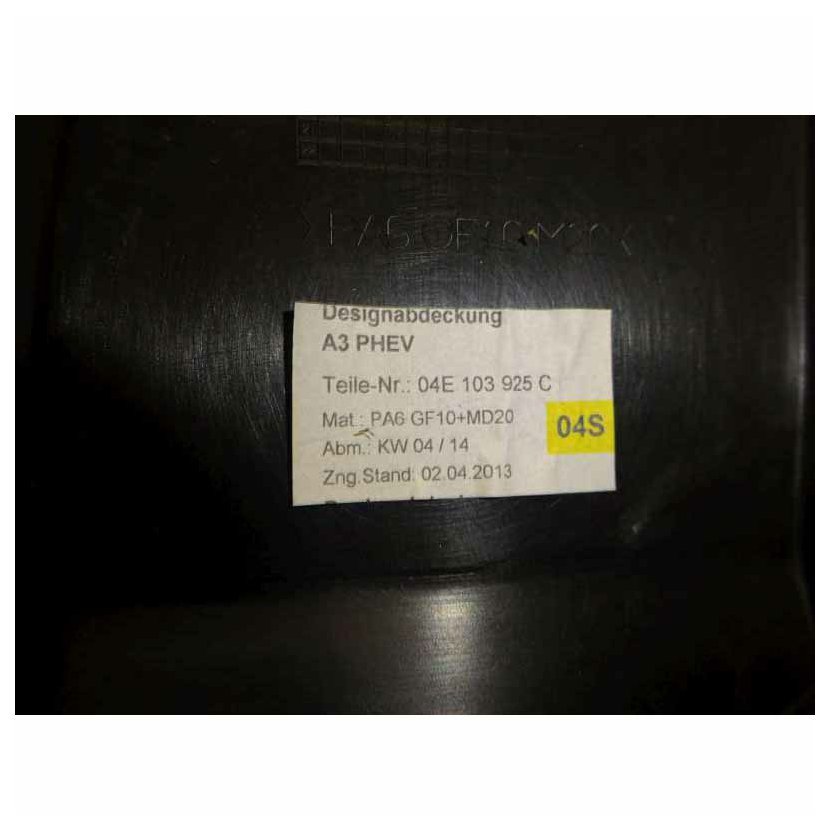 Designabdeckung
A3 PHEV
Teile-Nr.: 04E 103 925 C
Mat.: PA6 GF10+MD20
04S
Abm.: KW 04 / 14
Zng.Stand: 02.04.2013